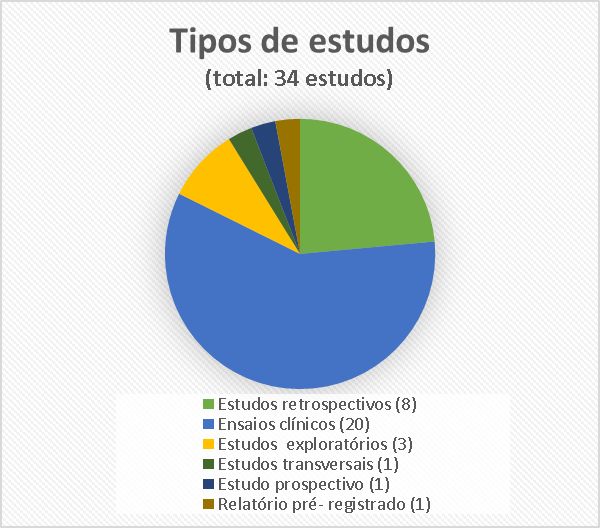 Tipos de estudos
(total: 34 estudos)
Estudos retrospectivos (8)
Ensaios clínicos (20)
Estudos exploratórios (3)
Estudos transversais (1)
Estudo prospectivo (1)
Relatório pré- registrado (1)